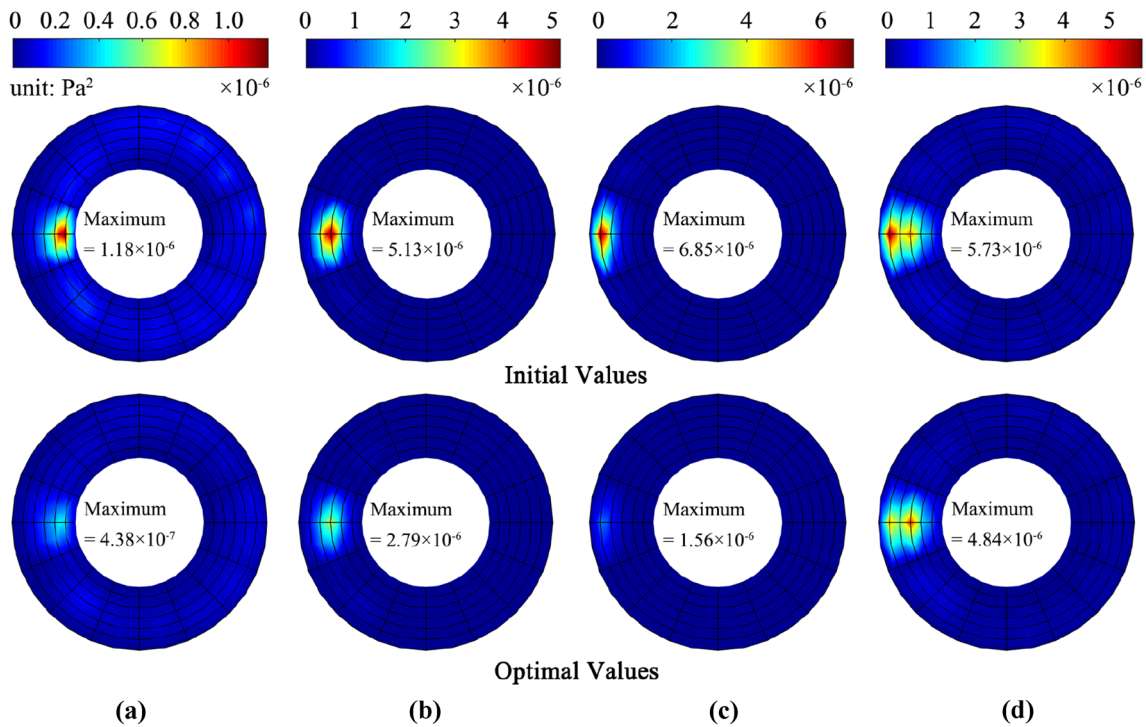 0 0.2 0.4 0.6 0.8 1.0
0 1 2 3 4 5
0 2 4 6
0 1 2 3 4 5
unit: Pa²
×10⁻⁶
×10⁻⁶
×10⁻⁶
×10⁻⁶
Maximum
= 1.18×10⁻⁶
Maximum
= 5.13×10⁻⁶
Maximum
= 6.85×10⁻⁶
Maximum
= 5.73×10⁻⁶
Initial Values
Maximum
= 4.38×10⁻⁷
Maximum
= 2.79×10⁻⁶
Maximum
= 1.56×10⁻⁶
Maximum
= 4.84×10⁻⁶
Optimal Values
(a)
(b)
(c)
(d)